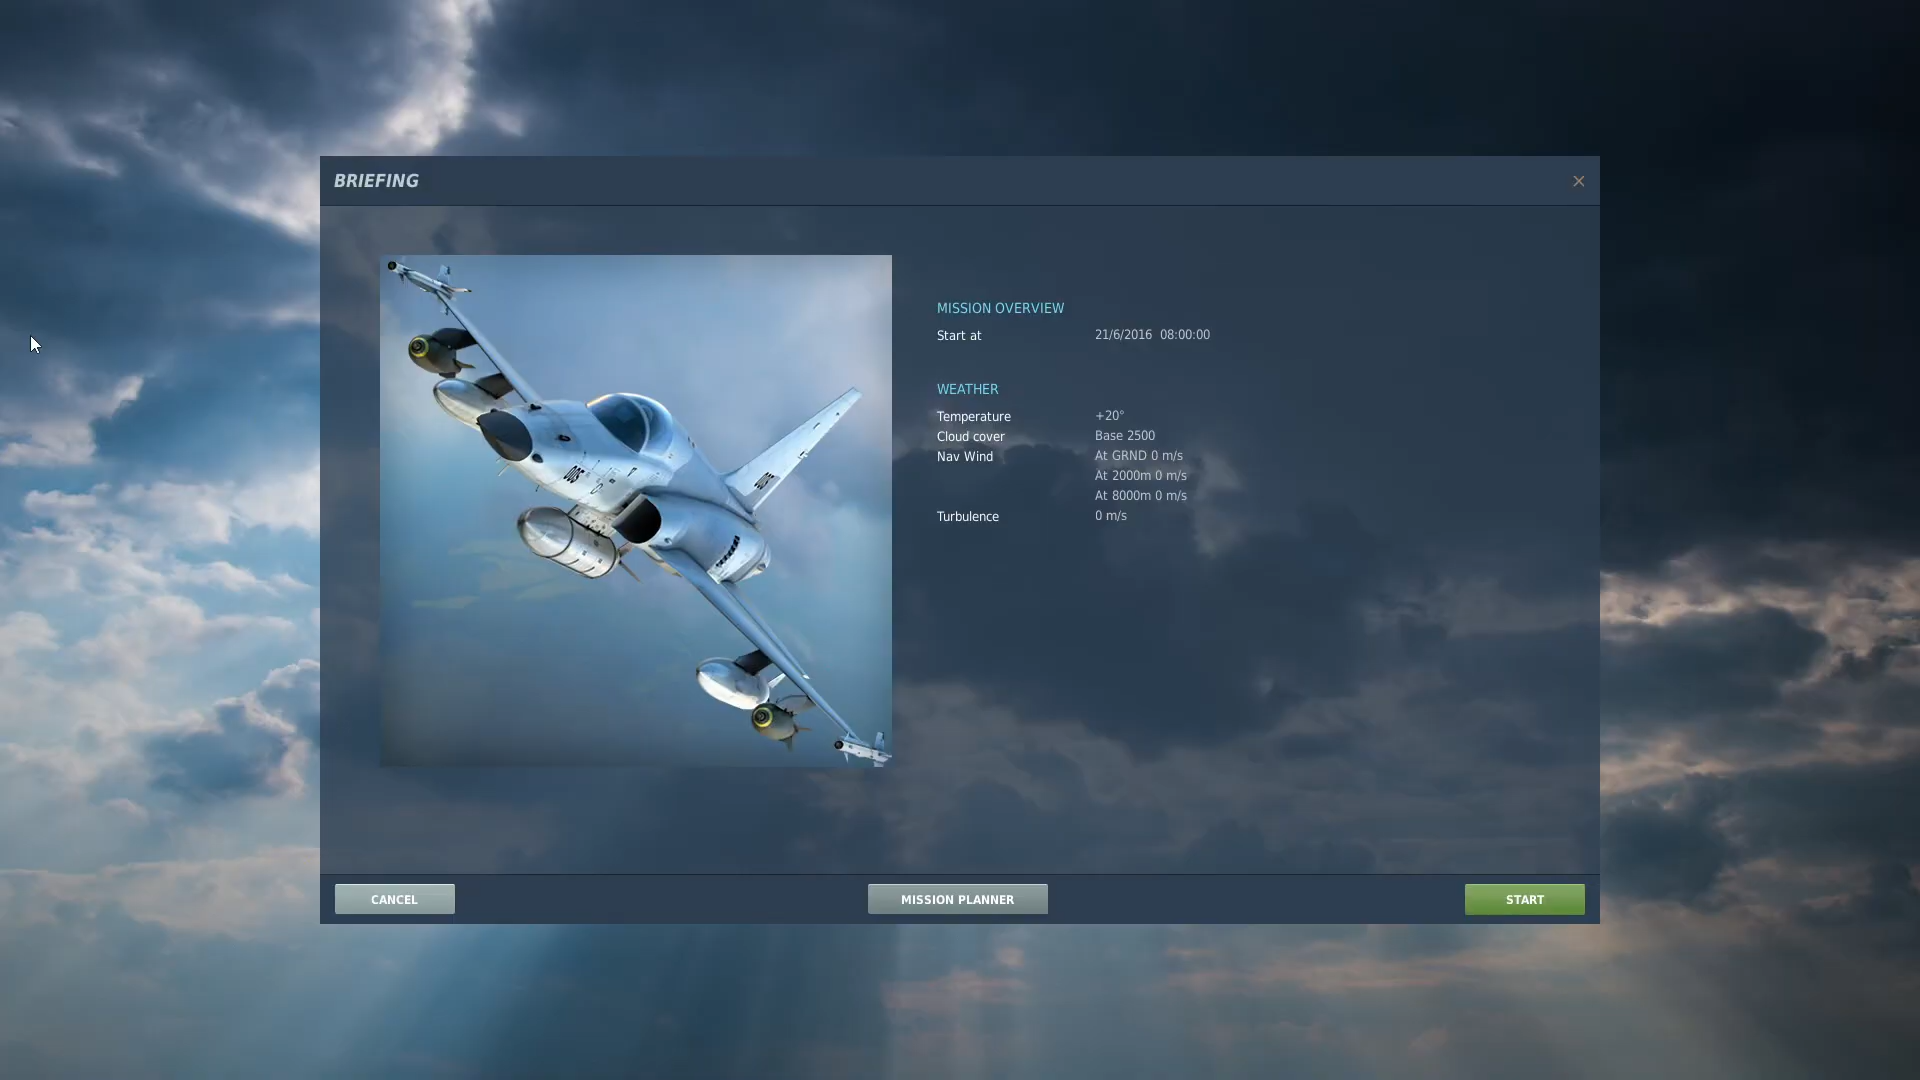 BRIEFING
MISSION OVERVIEW
Start at 21/6/2016 08:00:00
WEATHER
Temperature +20°
Cloud cover Base 2500
Nav Wind At GRND 0 m/s
At 2000m 0 m/s
At 8000m 0 m/s
Turbulence 0 m/s
CANCEL MISSION PLANNER START